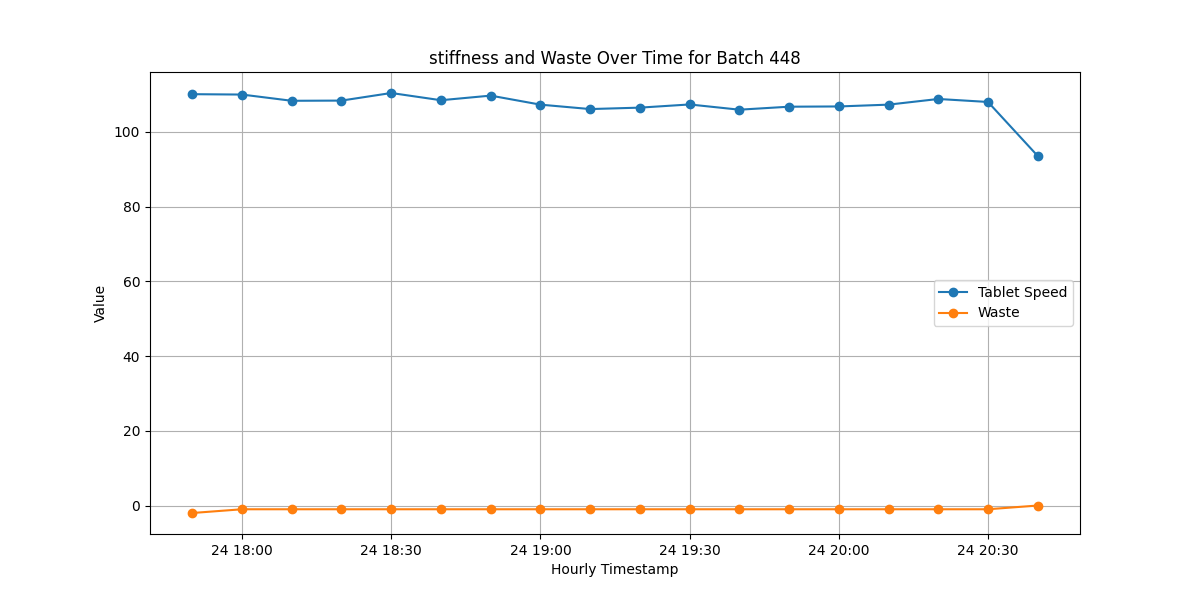 stiffness and Waste Over Time for Batch 448
100
80
60
40
20
0
Value
Tablet Speed
Waste
24 18:00
24 18:30
24 19:00
24 19:30
24 20:00
24 20:30
Hourly Timestamp